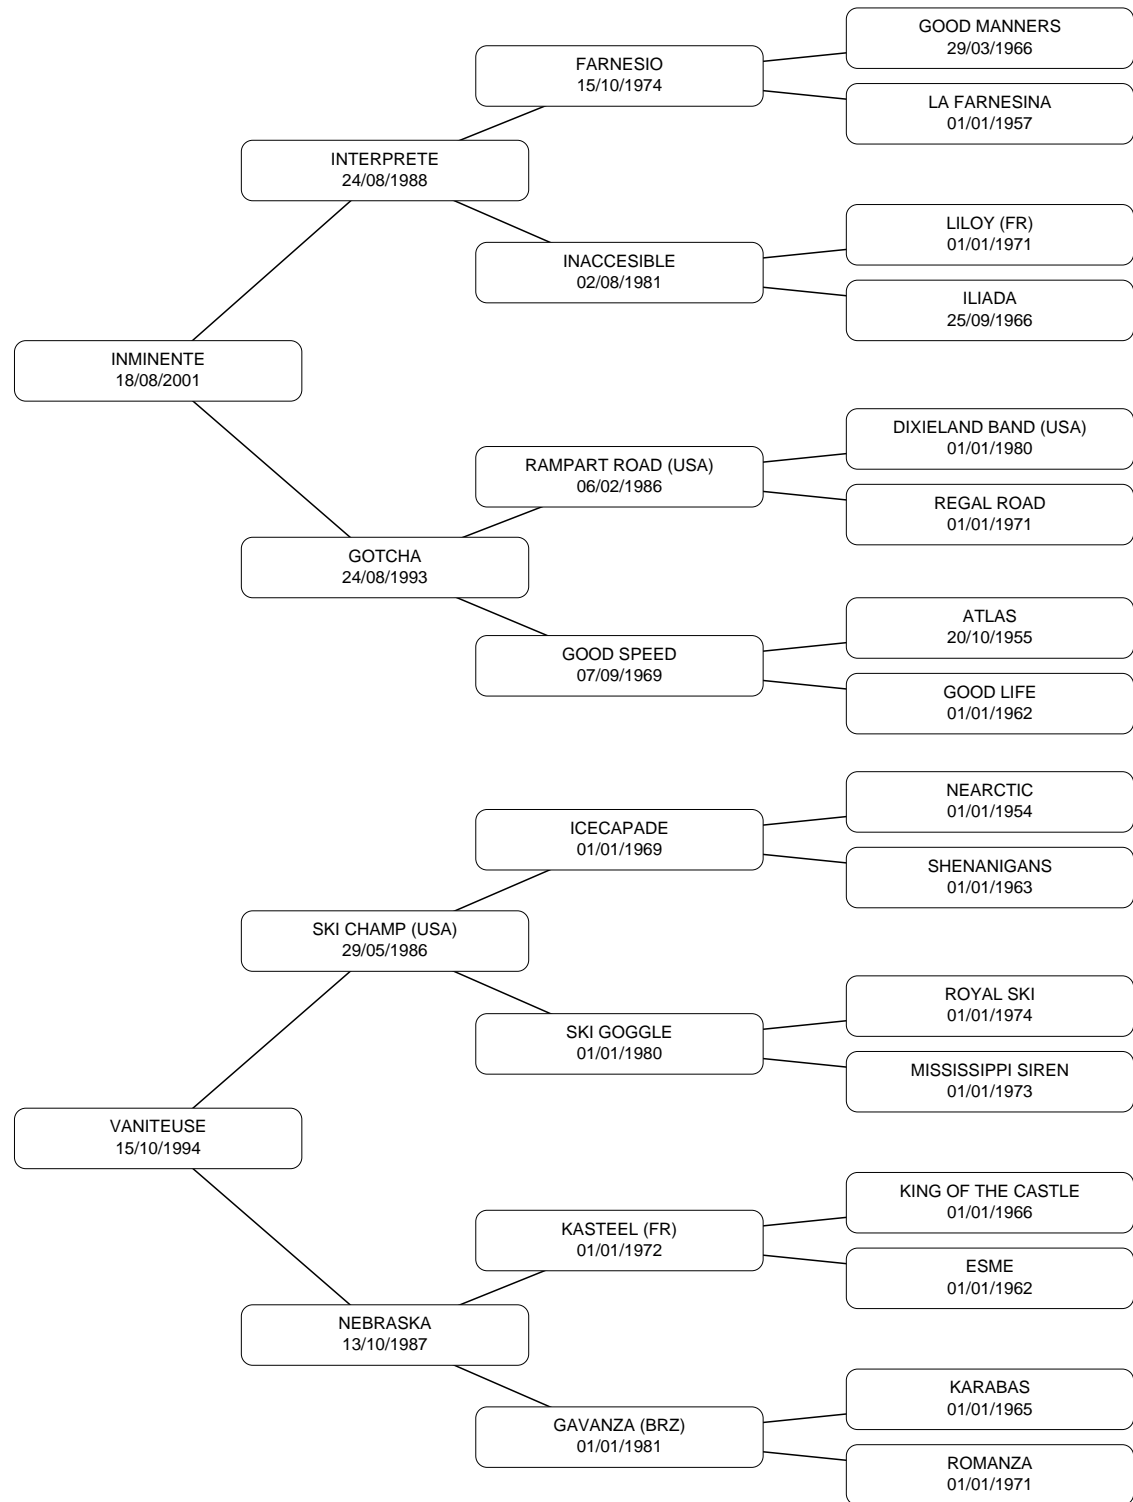 GOOD MANNERS
29/03/1966
FARNESIO
15/10/1974
LA FARNESINA
01/01/1957
INTERPRETE
24/08/1988
LILOY (FR)
01/01/1971
INACCESIBLE
02/08/1981
ILIADA
25/09/1966
INMINENTE
18/08/2001
DIXIELAND BAND (USA)
01/01/1980
RAMPART ROAD (USA)
06/02/1986
REGAL ROAD
01/01/1971
GOTCHA
24/08/1993
ATLAS
20/10/1955
GOOD SPEED
07/09/1969
GOOD LIFE
01/01/1962
NEARCTIC
01/01/1954
ICECAPADE
01/01/1969
SHENANIGANS
01/01/1963
SKI CHAMP (USA)
29/05/1986
ROYAL SKI
01/01/1974
SKI GOGGLE
01/01/1980
MISSISSIPPI SIREN
01/01/1973
VANITEUSE
15/10/1994
KING OF THE CASTLE
01/01/1966
KASTEEL (FR)
01/01/1972
ESME
01/01/1962
NEBRASKA
13/10/1987
KARABAS
01/01/1965
GAVANZA (BRZ)
01/01/1981
ROMANZA
01/01/1971